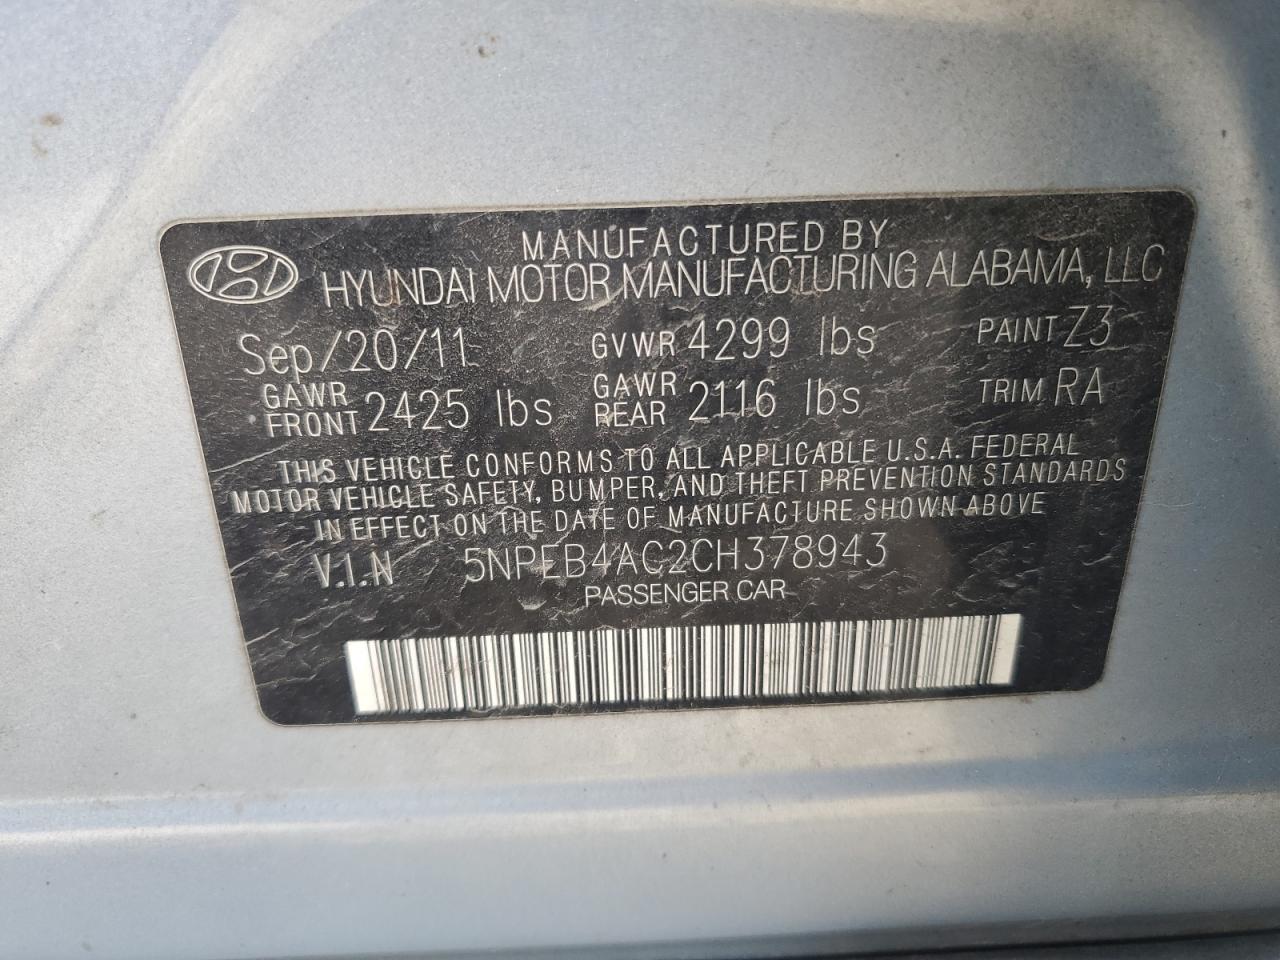 MANUFACTURED BY
HYUNDAI MOTOR MANUFACTURING ALABAMA, LLC
Sep/20/11 GVWR 4299 lbs PAINT Z3
GAWR FRONT 2425 lbs GAWR REAR 2116 lbs TRIM RA
THIS VEHICLE CONFORMS TO ALL APPLICABLE U.S.A. FEDERAL
MOTOR VEHICLE SAFETY, BUMPER, AND THEFT PREVENTION STANDARDS
IN EFFECT ON THE DATE OF MANUFACTURE SHOWN ABOVE
V.I.N 5NPEB4AC2CH378943
PASSENGER CAR